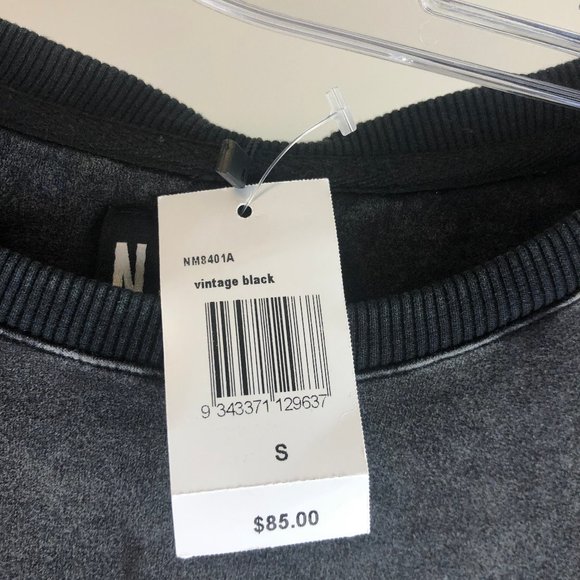 NM8401A
vintage black
9 343371 129637
S
$85.00
N